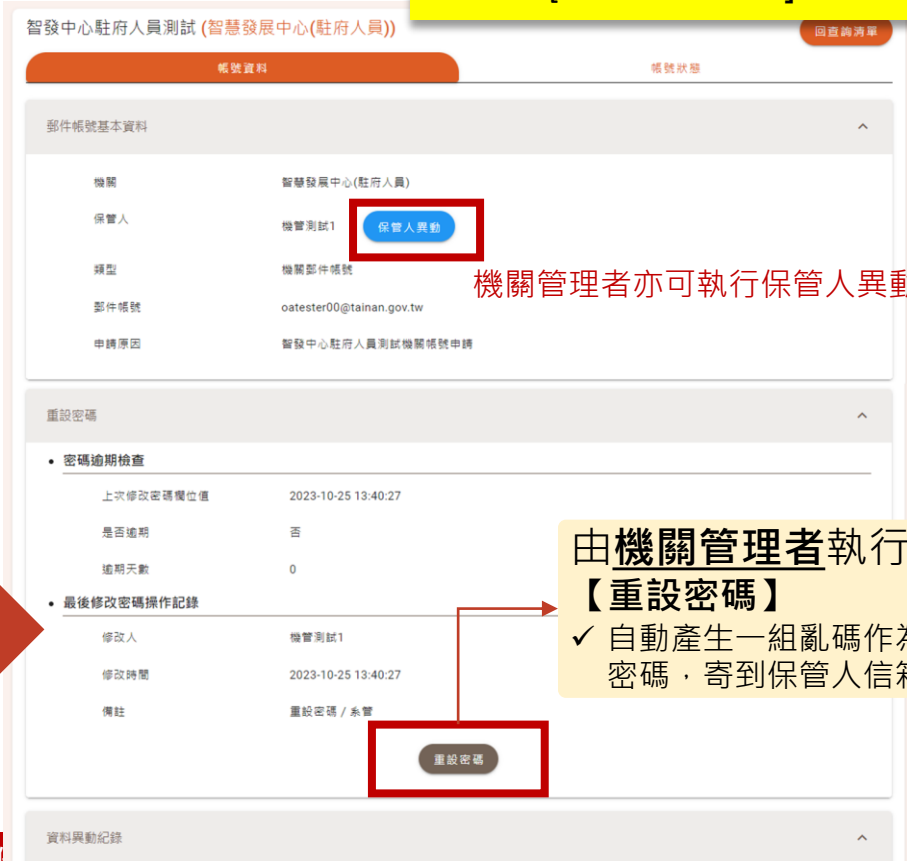 智發中心駐府人員測試 (智慧發展中心(駐府人員))
回查詢清單
帳號資料
帳號狀態
郵件帳號基本資料
機關 智慧發展中心(駐府人員)
保管人 機管測試1 保管人異動
類型 機關郵件帳號
機關管理者亦可執行保管人異動
郵件帳號 oatester00@tainan.gov.tw
申請原因 智發中心駐府人員測試機關帳號申請
重設密碼
• 密碼逾期檢查
上次修改密碼欄位值 2023-10-25 13:40:27
是否逾期 否
逾期天數 0
由機關管理者執行
【重設密碼】
✓ 自動產生一組亂碼作為
密碼，寄到保管人信箱
• 最後修改密碼操作記錄
修改人 機管測試1
修改時間 2023-10-25 13:40:27
備註 重設密碼 / 系管
重設密碼
資料異動紀錄